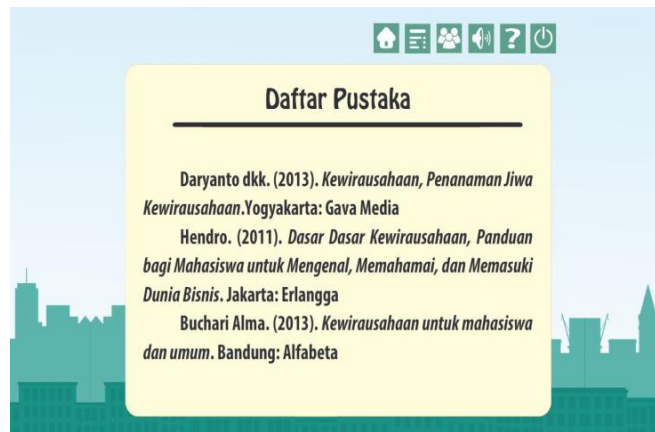 Daftar Pustaka
Daryanto dkk. (2013). Kewirausahaan, Penanaman Jiwa
Kewirausahaan.Yogyakarta: Gava Media
Hendro. (2011). Dasar Dasar Kewirausahaan, Panduan
bagi Mahasiswa untuk Mengenal, Memahamai, dan Memasuki
Dunia Bisnis. Jakarta: Erlangga
Buchari Alma. (2013). Kewirausahaan untuk mahasiswa
dan umum. Bandung: Alfabeta